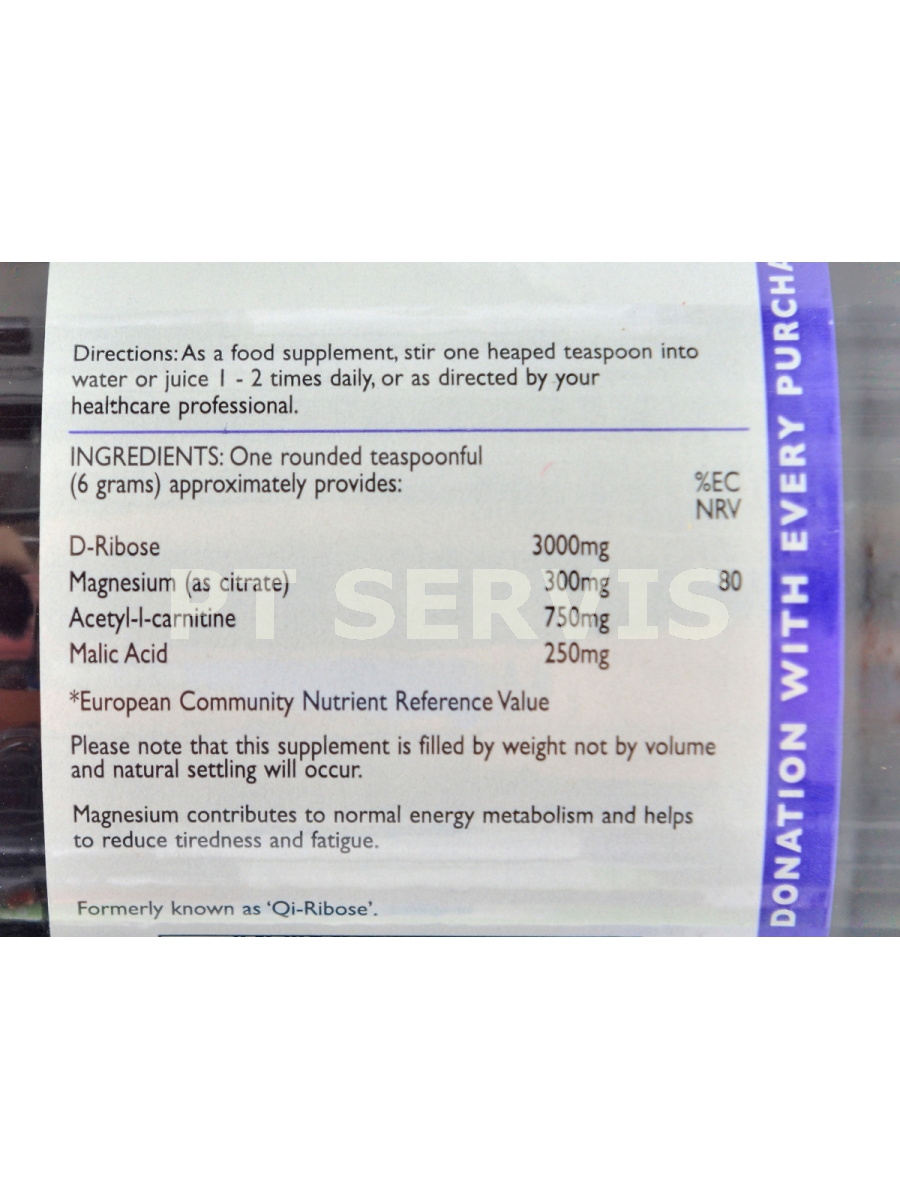 Directions: As a food supplement, stir one heaped teaspoon into
water or juice 1 - 2 times daily, or as directed by your
healthcare professional.
INGREDIENTS: One rounded teaspoonful
(6 grams) approximately provides:
%EC
NRV
D-Ribose 3000mg
Magnesium (as citrate) 300mg 80
Acetyl-l-carnitine 750mg
Malic Acid 250mg
*European Community Nutrient Reference Value
Please note that this supplement is filled by weight not by volume
and natural settling will occur.
Magnesium contributes to normal energy metabolism and helps
to reduce tiredness and fatigue.
Formerly known as ‘Qi-Ribose’.
DONATION WITH EVERY PURCHA
PT SERVIS